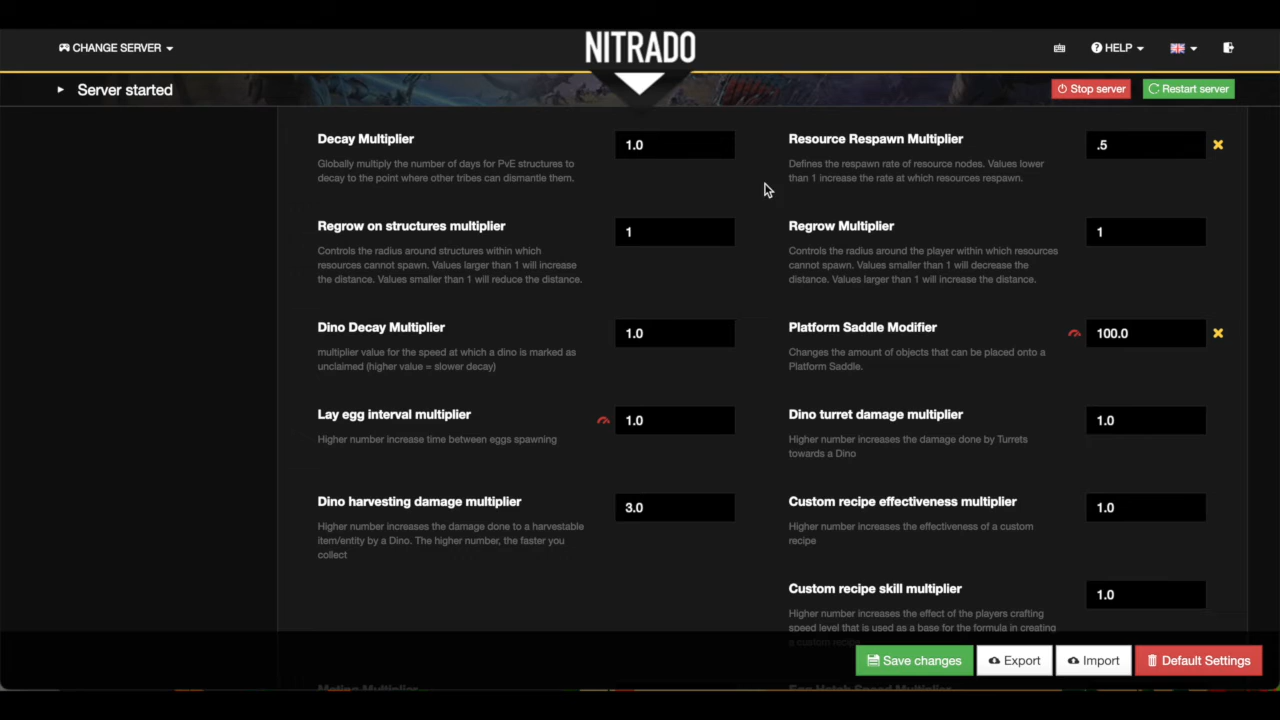 CHANGE SERVER
NITRADO
HELP
Server started
Stop server
Restart server
Decay Multiplier
1.0
Globally multiply the number of days for PvE structures to
decay to the point where other tribes can dismantle them.
Resource Respawn Multiplier
.5
Defines the respawn rate of resource nodes. Values lower
than 1 increase the rate at which resources respawn.
Regrow on structures multiplier
1
Controls the radius around structures within which
resources cannot spawn. Values larger than 1 will increase
the distance. Values smaller than 1 will reduce the distance.
Regrow Multiplier
1
Controls the radius around the player within which resources
cannot spawn. Values smaller than 1 will decrease the
distance. Values larger than 1 will increase the distance.
Dino Decay Multiplier
1.0
multiplier value for the speed at which a dino is marked as
unclaimed (higher value = slower decay)
Platform Saddle Modifier
100.0
Changes the amount of objects that can be placed onto a
Platform Saddle.
Lay egg interval multiplier
1.0
Higher number increase time between eggs spawning
Dino turret damage multiplier
1.0
Higher number increases the damage done by Turrets
towards a Dino
Dino harvesting damage multiplier
3.0
Higher number increases the damage done to a harvestable
item/entity by a Dino. The higher number, the faster you
collect
Custom recipe effectiveness multiplier
1.0
Higher number increases the effectiveness of a custom
recipe
Custom recipe skill multiplier
1.0
Higher number increases the effect of the players crafting
speed level that is used as a base for the formula in creating
a custom recipe
Save changes
Export
Import
Default Settings
Mating Multiplier
Egg Hatch Speed Multiplier